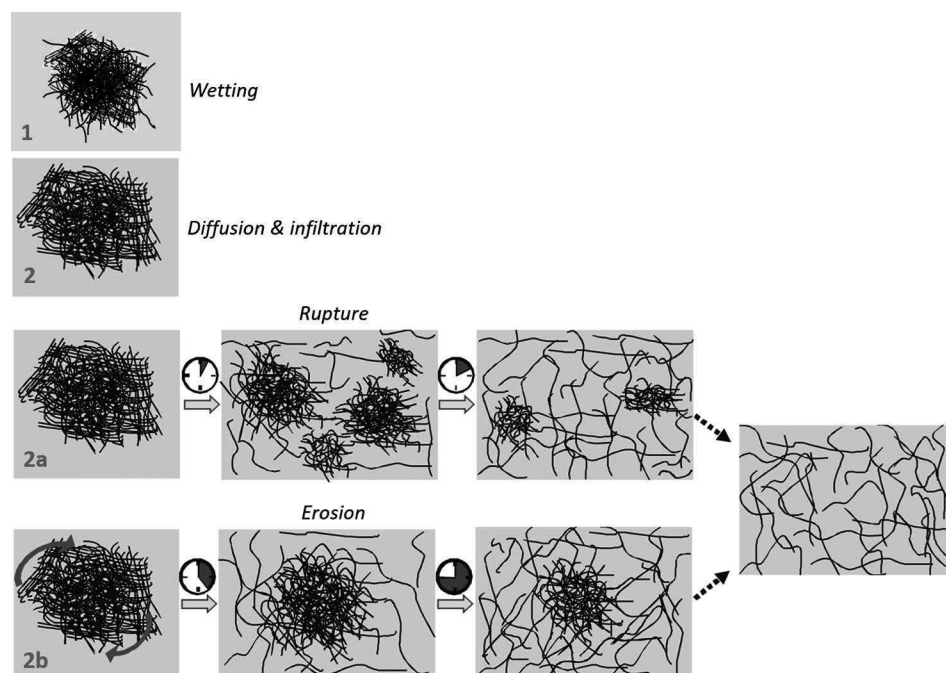 1
Wetting
2
Diffusion & infiltration
Rupture
2a
Erosion
2b